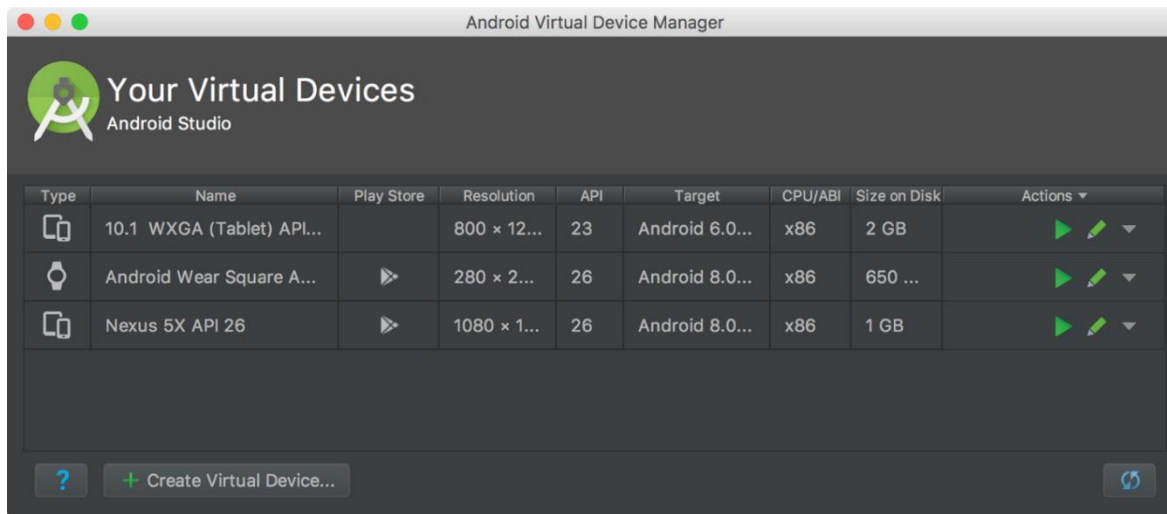 Android Virtual Device Manager
Your Virtual Devices
Android Studio
Type Name Play Store Resolution API Target CPU/ABI Size on Disk Actions
10.1 WXGA (Tablet) API... 800 × 12... 23 Android 6.0... x86 2 GB
Android Wear Square A... 280 × 2... 26 Android 8.0... x86 650 ...
Nexus 5X API 26 1080 × 1... 26 Android 8.0... x86 1 GB
? + Create Virtual Device...